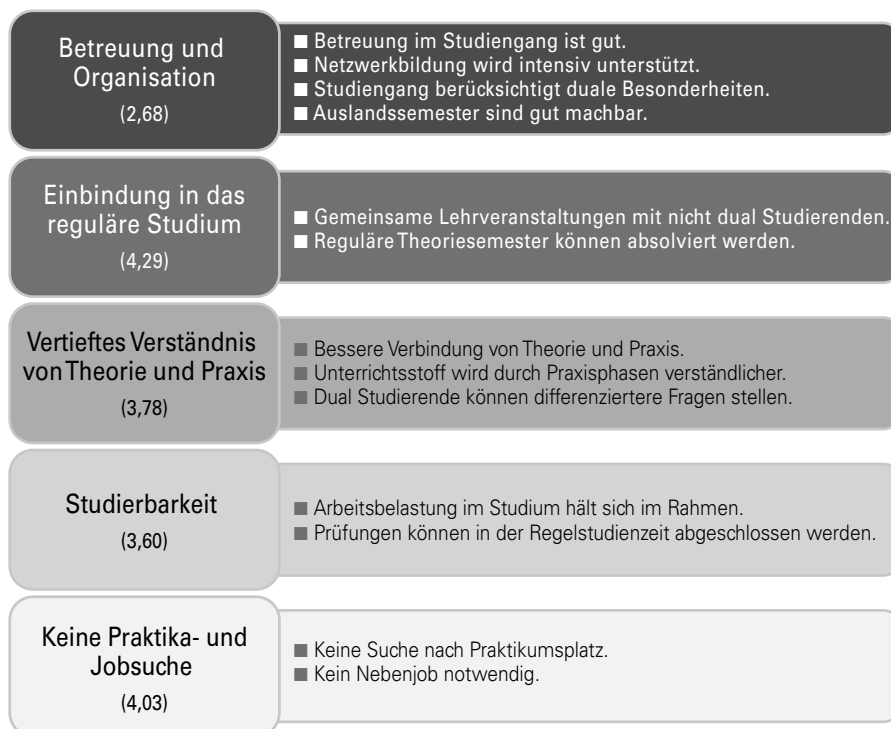 Betreuung und
Organisation
(2,68)
■ Betreuung im Studiengang ist gut.
■ Netzwerkbildung wird intensiv unterstützt.
■ Studiengang berücksichtigt duale Besonderheiten.
■ Auslandssemester sind gut machbar.
Einbindung in das
reguläre Studium
(4,29)
■ Gemeinsame Lehrveranstaltungen mit nicht dual Studierenden.
■ Reguläre Theoriesemester können absolviert werden.
Vertieftes Verständnis
von Theorie und Praxis
(3,78)
■ Bessere Verbindung von Theorie und Praxis.
■ Unterrichtsstoff wird durch Praxisphasen verständlicher.
■ Dual Studierende können differenziertere Fragen stellen.
Studierbarkeit
(3,60)
■ Arbeitsbelastung im Studium hält sich im Rahmen.
■ Prüfungen können in der Regelstudienzeit abgeschlossen werden.
Keine Praktika- und
Jobsuche
(4,03)
■ Keine Suche nach Praktikumsplatz.
■ Kein Nebenjob notwendig.